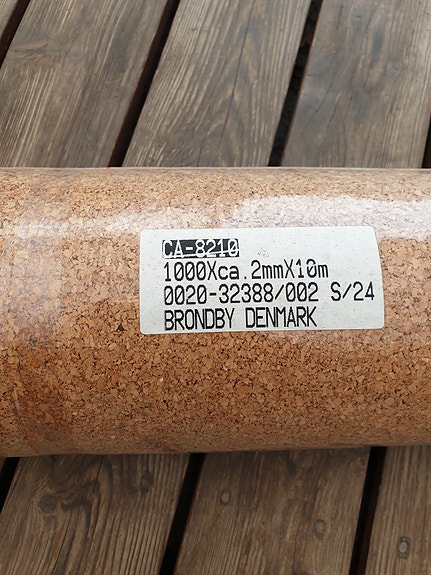 CA-8210
1000Xca.2mmX10m
0020-32388/002 S/24
BRONDBY DENMARK